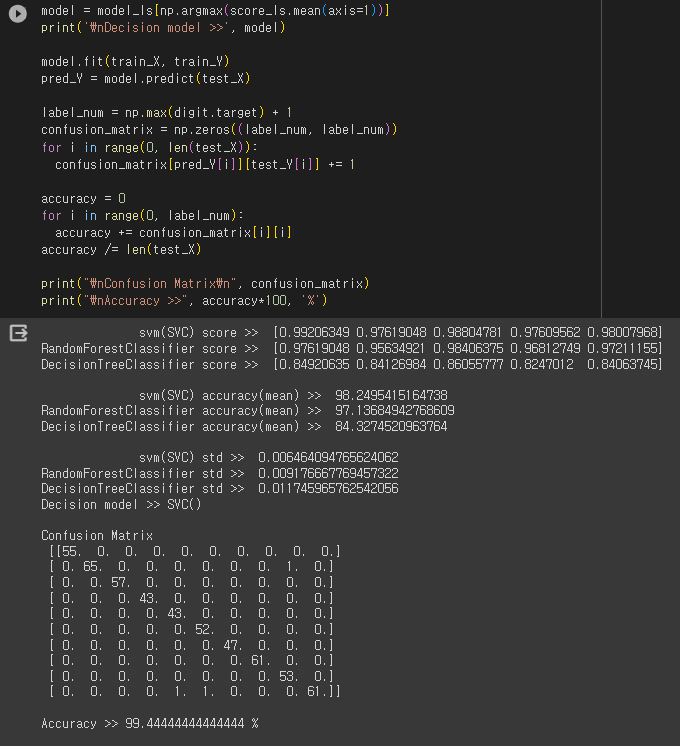 model = model_ls[np.argmax(score_ls.mean(axis=1))]
print('₩nDecision model >>', model)
model.fit(train_X, train_Y)
pred_Y = model.predict(test_X)
label_num = np.max(digit.target) + 1
confusion_matrix = np.zeros((label_num, label_num))
for i in range(0, len(test_X)):
  confusion_matrix[pred_Y[i]][test_Y[i]] += 1
accuracy = 0
for i in range(0, label_num):
  accuracy += confusion_matrix[i][i]
accuracy /= len(test_X)
print("₩nConfusion Matrix₩n", confusion_matrix)
print("₩nAccuracy >>", accuracy*100, '%')
svm(SVC) score >>  [0.99206349 0.97619048 0.98804781 0.97609562 0.98007968]
RandomForestClassifier score >>  [0.97619048 0.95634921 0.98406375 0.96812749 0.97211155]
DecisionTreeClassifier score >>  [0.84920635 0.84126984 0.86055777 0.8247012  0.84063745]
svm(SVC) accuracy(mean) >>  98.2495415164738
RandomForestClassifier accuracy(mean) >>  97.13684942768609
DecisionTreeClassifier accuracy(mean) >>  84.3274520963764
svm(SVC) std >>  0.006464094765624062
RandomForestClassifier std >>  0.009176667769457322
DecisionTreeClassifier std >>  0.011745965762542056
Decision model >> SVC()
Confusion Matrix
[[55.  0.  0.  0.  0.  0.  0.  0.  0.  0.]
[ 0. 65.  0.  0.  0.  0.  0.  0.  1.  0.]
[ 0.  0. 57.  0.  0.  0.  0.  0.  0.  0.]
[ 0.  0.  0. 43.  0.  0.  0.  0.  0.  0.]
[ 0.  0.  0.  0. 43.  0.  0.  0.  0.  0.]
[ 0.  0.  0.  0.  0. 52.  0.  0.  0.  0.]
[ 0.  0.  0.  0.  0.  0. 47.  0.  0.  0.]
[ 0.  0.  0.  0.  0.  0.  0. 61.  0.  0.]
[ 0.  0.  0.  0.  0.  0.  0.  0. 53.  0.]
[ 0.  0.  0.  0.  1.  1.  0.  0.  0. 61.]]
Accuracy >> 99.44444444444444 %